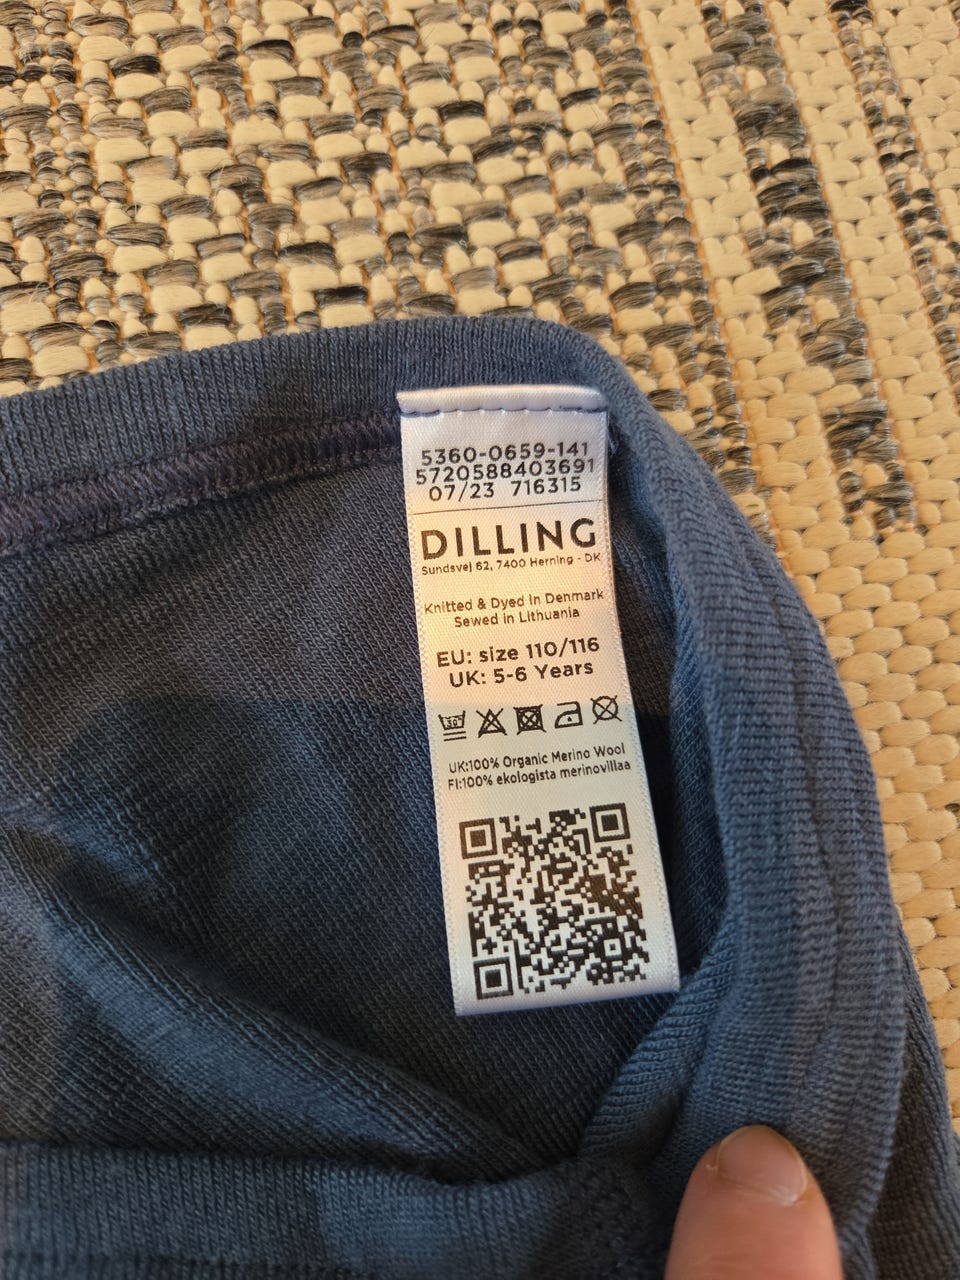 5360-0659-141
5720588403691
07/23 716315
DILLING
Sundsvej 62, 7400 Herning - DK
Knitted & Dyed in Denmark
Sewed in Lithuania
EU: size 110/116
UK: 5-6 Years
30°
UK:100% Organic Merino Wool
FI:100% ekologista merinovillaa